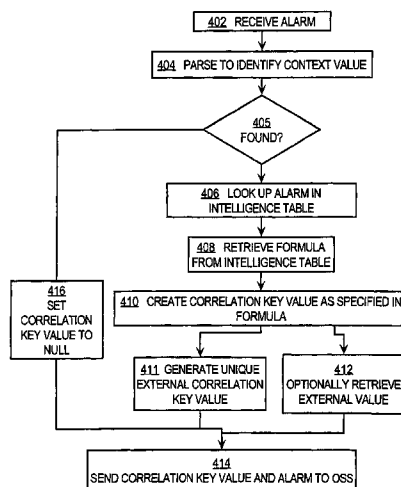 402 RECEIVE ALARM
404 PARSE TO IDENTIFY CONTEXT VALUE
405
FOUND?
406 LOOK UP ALARM IN
INTELLIGENCE TABLE
408 RETRIEVE FORMULA
FROM INTELLIGENCE TABLE
416
SET
CORRELATION
KEY VALUE TO
NULL
410 CREATE CORRELATION KEY VALUE AS SPECIFIED IN
FORMULA
411 GENERATE UNIQUE
EXTERNAL CORRELATION
KEY VALUE
412
OPTIONALLY RETRIEVE
EXTERNAL VALUE
414
SEND CORRELATION KEY VALUE AND ALARM TO OSS